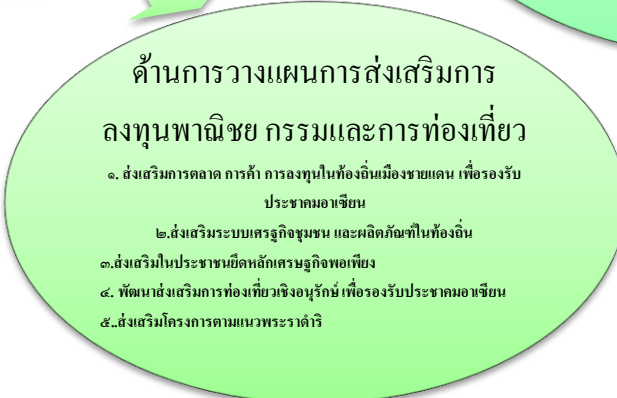 ด้านการวางแผนการส่งเสริมการ
ลงทุนพาณิชย กรรมและการท่องเที่ยว
๑. ส่งเสริมการตลาด การค้า การลงทุนในท้องถิ่นเมืองชายแดน เพื่อรองรับ
ประชาคมอาเซียน
๒.ส่งเสริมระบบเศรฐกิจชุมชน และผลิตภัณฑ์ในท้องถิ่น
๓.ส่งเสริมในประชาชนยึดหลักเศรษฐกิจพอเพียง
๔. พัฒนาส่งเสริมการท่องเที่ยวเชิงอนุรักษ์ เพื่อรองรับประชาคมอาเซียน
๕..ส่งเสริมโครงการตามแนวพระราดำริ